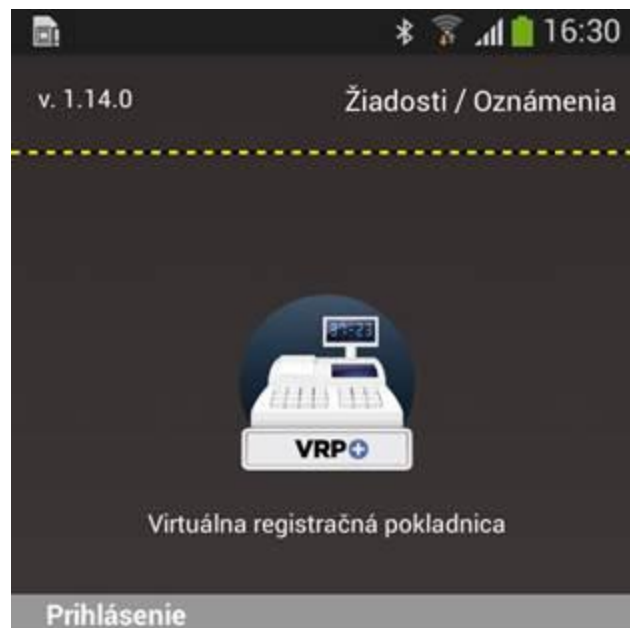 16:30
v. 1.14.0 Žiadosti / Oznámenia
VRP
Virtuálna registračná pokladnica
Prihlásenie